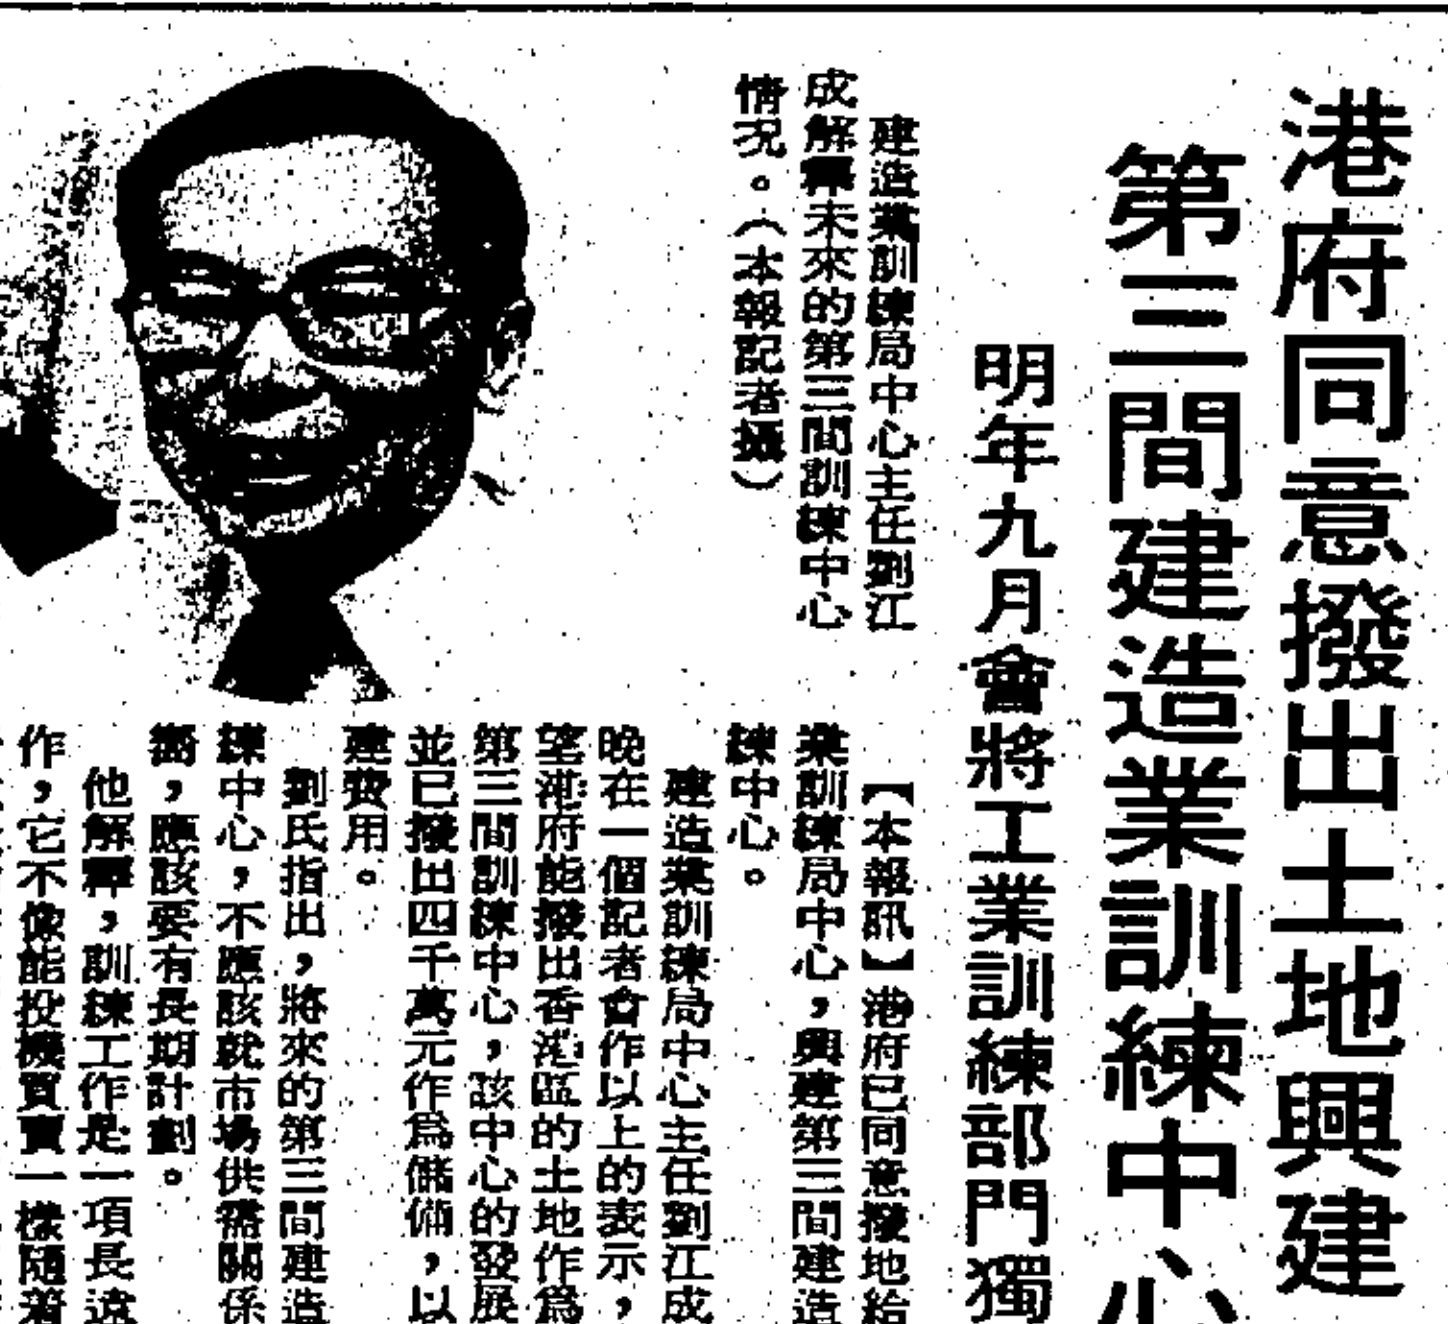 港府同意撥出土地興建
第三間建造業訓練中心
明年九月會將工業訓練部門獨
建造業訓練局中心主任劉江
成解釋未來的第三間訓練中心
情況。（本報記者攝）
【本報訊】港府已同意撥地給
業訓練局中心，興建第三間建造
練中心。
建造業訓練局中心主任劉江成
晚在一個記者會作以上的表示，
望港府能撥出香港區的土地作爲
第三間訓練中心，該中心的發展
並已撥出四千萬元作爲儲備，以
建費用。
劉氏指出，將來的第三間建造
練中心，不應該就市場供需關係
嚮，應該要有長期計劃。
他解釋，訓練工作是一項長遠
作，它不像能投機買賣一樣隨着